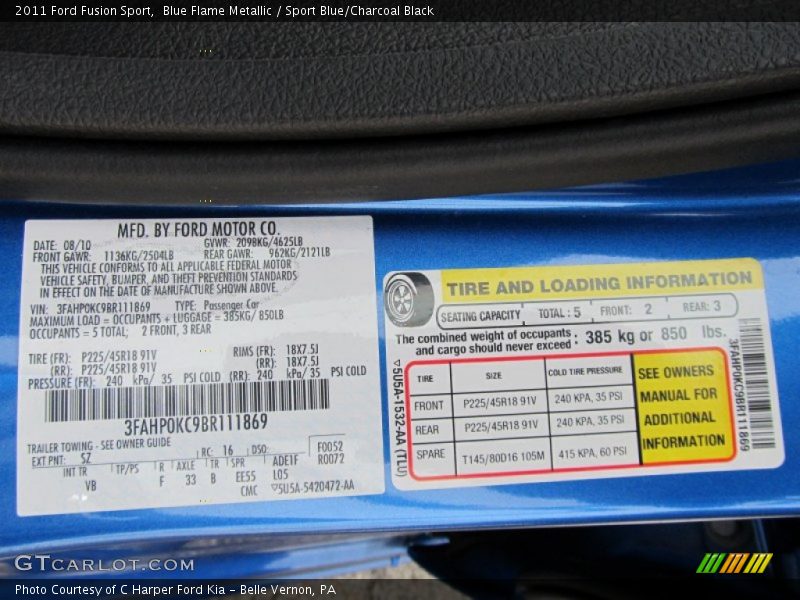 2011 Ford Fusion Sport,  Blue Flame Metallic / Sport Blue/Charcoal Black
MFD. BY FORD MOTOR CO.
DATE: 08/10 GVWR: 2098KG/4625LB
FRONT GAWR: 1136KG/2504LB REAR GAWR: 962KG/2121LB
THIS VEHICLE CONFORMS TO ALL APPLICABLE FEDERAL MOTOR
VEHICLE SAFETY, BUMPER, AND THEFT PREVENTION STANDARDS
IN EFFECT ON THE DATE OF MANUFACTURE SHOWN ABOVE.
VIN: 3FAHP0KC9BR111869 TYPE: Passenger Car
MAXIMUM LOAD = OCCUPANTS + LUGGAGE = 385KG/ 850LB
OCCUPANTS = 5 TOTAL; 2 FRONT, 3 REAR
TIRE (FR): P225/45R18 91V RIMS (FR): 18X7.5J
(RR): P225/45R18 91V (RR): 18X7.5J
PRESSURE (FR): 240 kPa/ 35 PSI COLD (RR): 240 kPa/ 35 PSI COLD
3FAHP0KC9BR111869
TRAILER TOWING - SEE OWNER GUIDE
EXT PNT: SZ RC: 16 DSO: F0052
INT TR TP/PS R AXLE TR SPR ADE1F R0072
VB F 33 B EE55 L05
CMC ▽5U5A-5420472-AA
TIRE AND LOADING INFORMATION
SEATING CAPACITY TOTAL : 5 FRONT: 2 REAR: 3
The combined weight of occupants
and cargo should never exceed : 385 kg or 850 lbs.
TIRE SIZE COLD TIRE PRESSURE
FRONT P225/45R18 91V 240 KPA, 35 PSI
REAR P225/45R18 91V 240 KPA, 35 PSI
SPARE T145/80D16 105M 415 KPA, 60 PSI
SEE OWNERS
MANUAL FOR
ADDITIONAL
INFORMATION
▽5U5A-1532-AA (TLU)
3FAHP0KC9BR111869
GTCARLOT.COM
Photo Courtesy of C Harper Ford Kia - Belle Vernon, PA